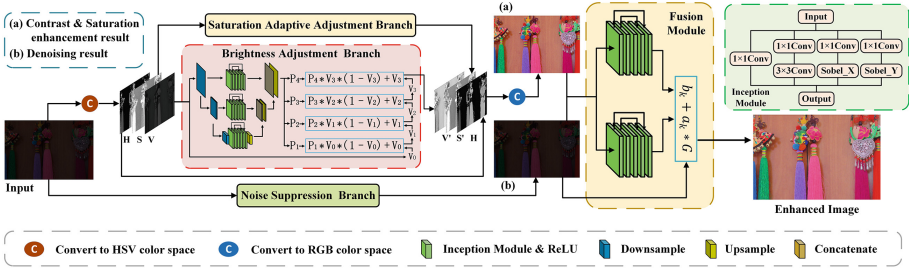 (a) Contrast & Saturation
enhancement result
(b) Denoising result
Saturation Adaptive Adjustment Branch
Brightness Adjustment Branch
P4 P4*V3*(1-V3)+V3
V3
P3 P3*V2*(1-V2)+V2
V2
P2 P2*V1*(1-V1)+V1
V1
P1 P1*V0*(1-V0)+V0
V0
C
H S V
Input
Noise Suppression Branch
V' S' H
C
(a)
(b)
Fusion
Module
bk + ak * G
Input
1×1Conv 1×1Conv 1×1Conv
1×1Conv
3×3Conv Sobel_X Sobel_Y
Inception
Module
Output
Enhanced Image
C Convert to HSV color space
C Convert to RGB color space
Inception Module & ReLU
Downsample
Upsample
Concatenate